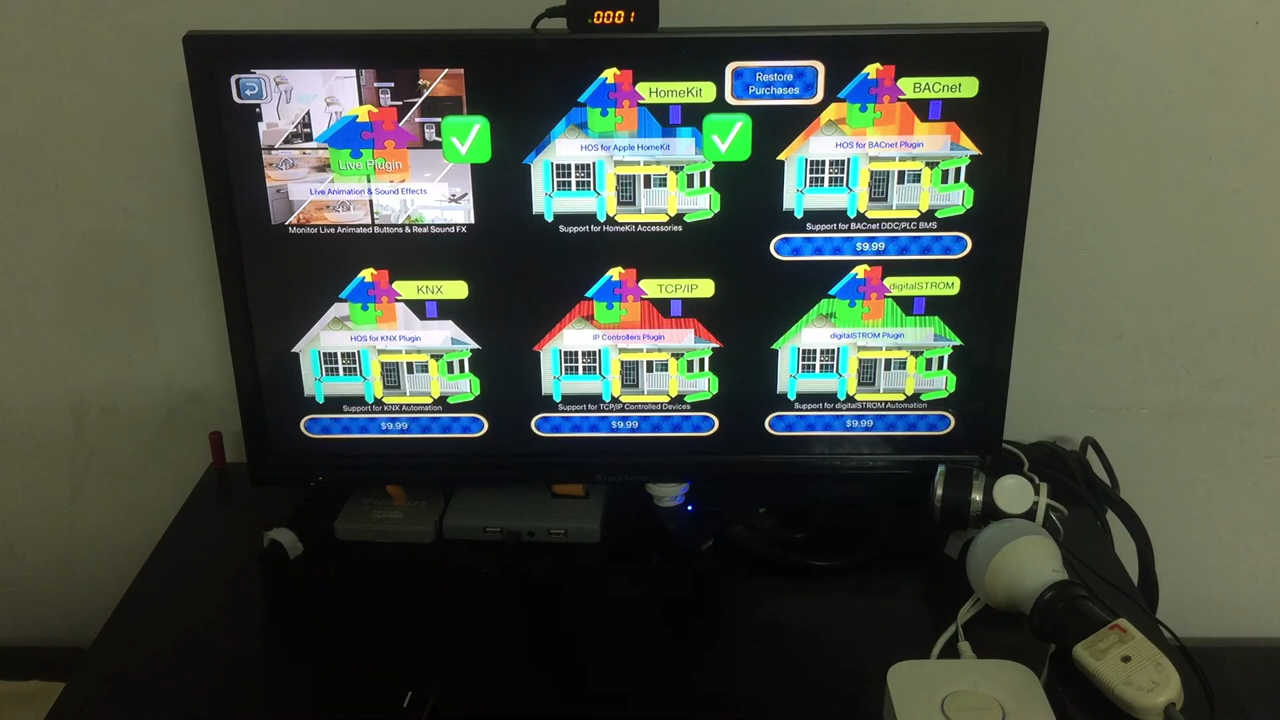 0001
HomeKit
Restore
Purchases
BACnet
Live Plugin
HOS for Apple HomeKit
HOS for BACnet Plugin
Live Animation & Sound Effects
Monitor Live Animated Buttons & Real Sound FX
Support for HomeKit Accessories
Support for BACnet DDC/PLC BMS
$9.99
KNX
TCP/IP
digitalSTROM
HOS for KNX Plugin
IP Controllers Plugin
digitalSTROM Plugin
Support for KNX Automation
Support for TCP/IP Controlled Devices
Support for digitalSTROM Automation
$9.99
$9.99
$9.99
Symphony